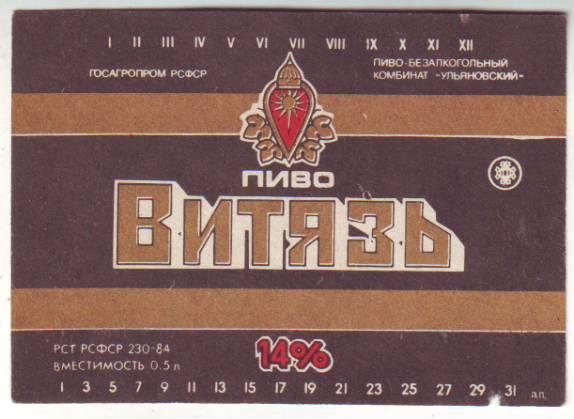 I II III IV V VI VII VIII IX X XI XII
ГОСАГРОПРОМ РСФСР
ПИВО-БЕЗАЛКОГОЛЬНЫЙ
КОМБИНАТ "УЛЬЯНОВСКИЙ"
ПИВО
ВИТЯЗЬ
РСТ РСФСР 230-84
ВМЕСТИМОСТЬ 0.5 л
14%
1 3 5 7 9 11 13 15 17 19 21 23 25 27 29 31 д.п.